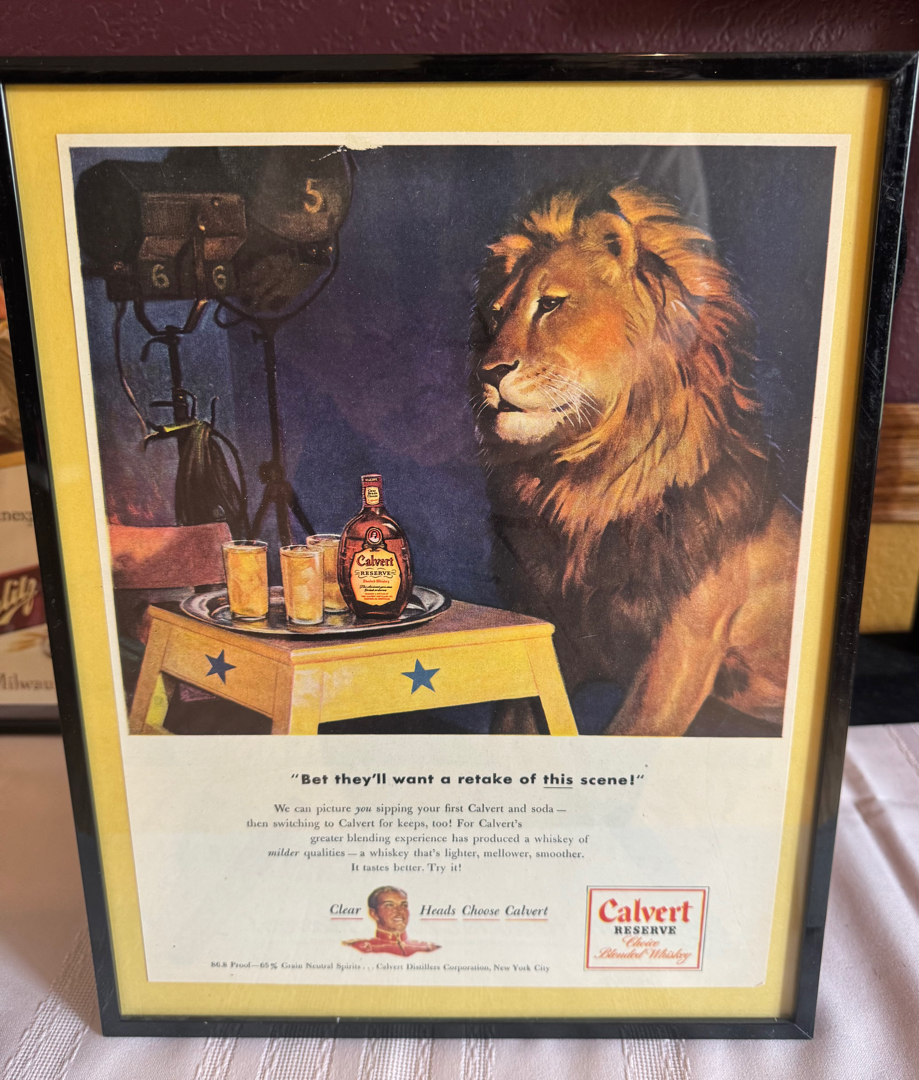 5
6 6
Calvert
RESERVE
"Bet they'll want a retake of this scene!"
We can picture you sipping your first Calvert and soda —
then switching to Calvert for keeps, too! For Calvert's
greater blending experience has produced a whiskey of
milder qualities — a whiskey that's lighter, mellower, smoother.
It tastes better. Try it!
Clear Heads Choose Calvert
Calvert
RESERVE
Choice
Blended Whiskey
86.8 Proof—65% Grain Neutral Spirits . . . Calvert Distillers Corporation, New York City